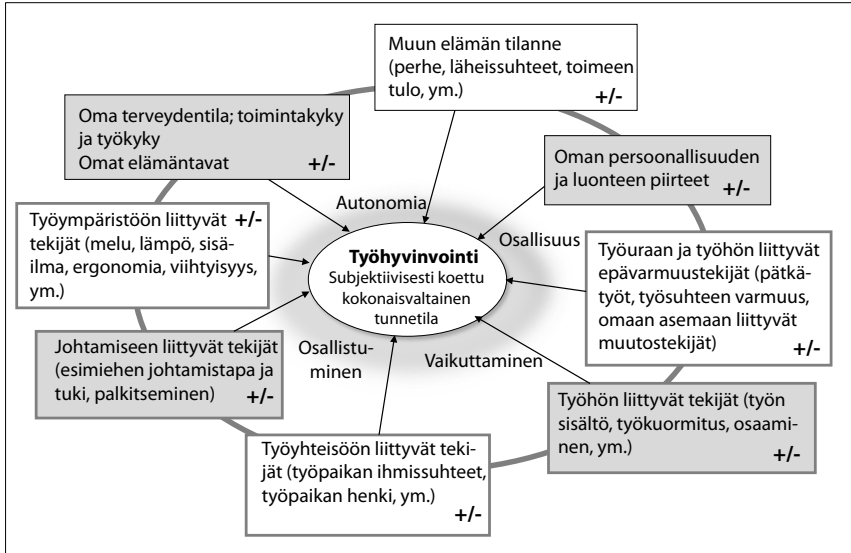 Muun elämän tilanne
(perhe, läheissuhteet, toimeen
tulo, ym.)
+/-
Oma terveydentila; toimintakyky
ja työkyky
Omat elämäntavat +/-
Oman persoonallisuuden
ja luonteen piirteet +/-
Autonomia
Osallisuus
Työympäristöön liittyvät +/-
tekijät (melu, lämpö, sisä-
ilma, ergonomia, viihtyisyys,
ym.)
Työhyvinvointi
Subjektiivisesti koettu
kokonaisvaltainen
tunnetila
Työuraan ja työhön liittyvät
epävarmuustekijät (pätkä-
työt, työsuhteen varmuus,
omaan asemaan liittyvät
muutostekijät)
+/-
Johtamiseen liittyvät tekijät
(esimiehen johtamistapa ja
tuki, palkitseminen) +/-
Osallistu-
minen
Vaikuttaminen
Työhön liittyvät tekijät (työn
sisältö, työkuormitus, osaami-
nen, ym.)
+/-
Työyhteisöön liittyvät teki-
jät (työpaikan ihmissuhteet,
työpaikan henki, ym.)
+/-